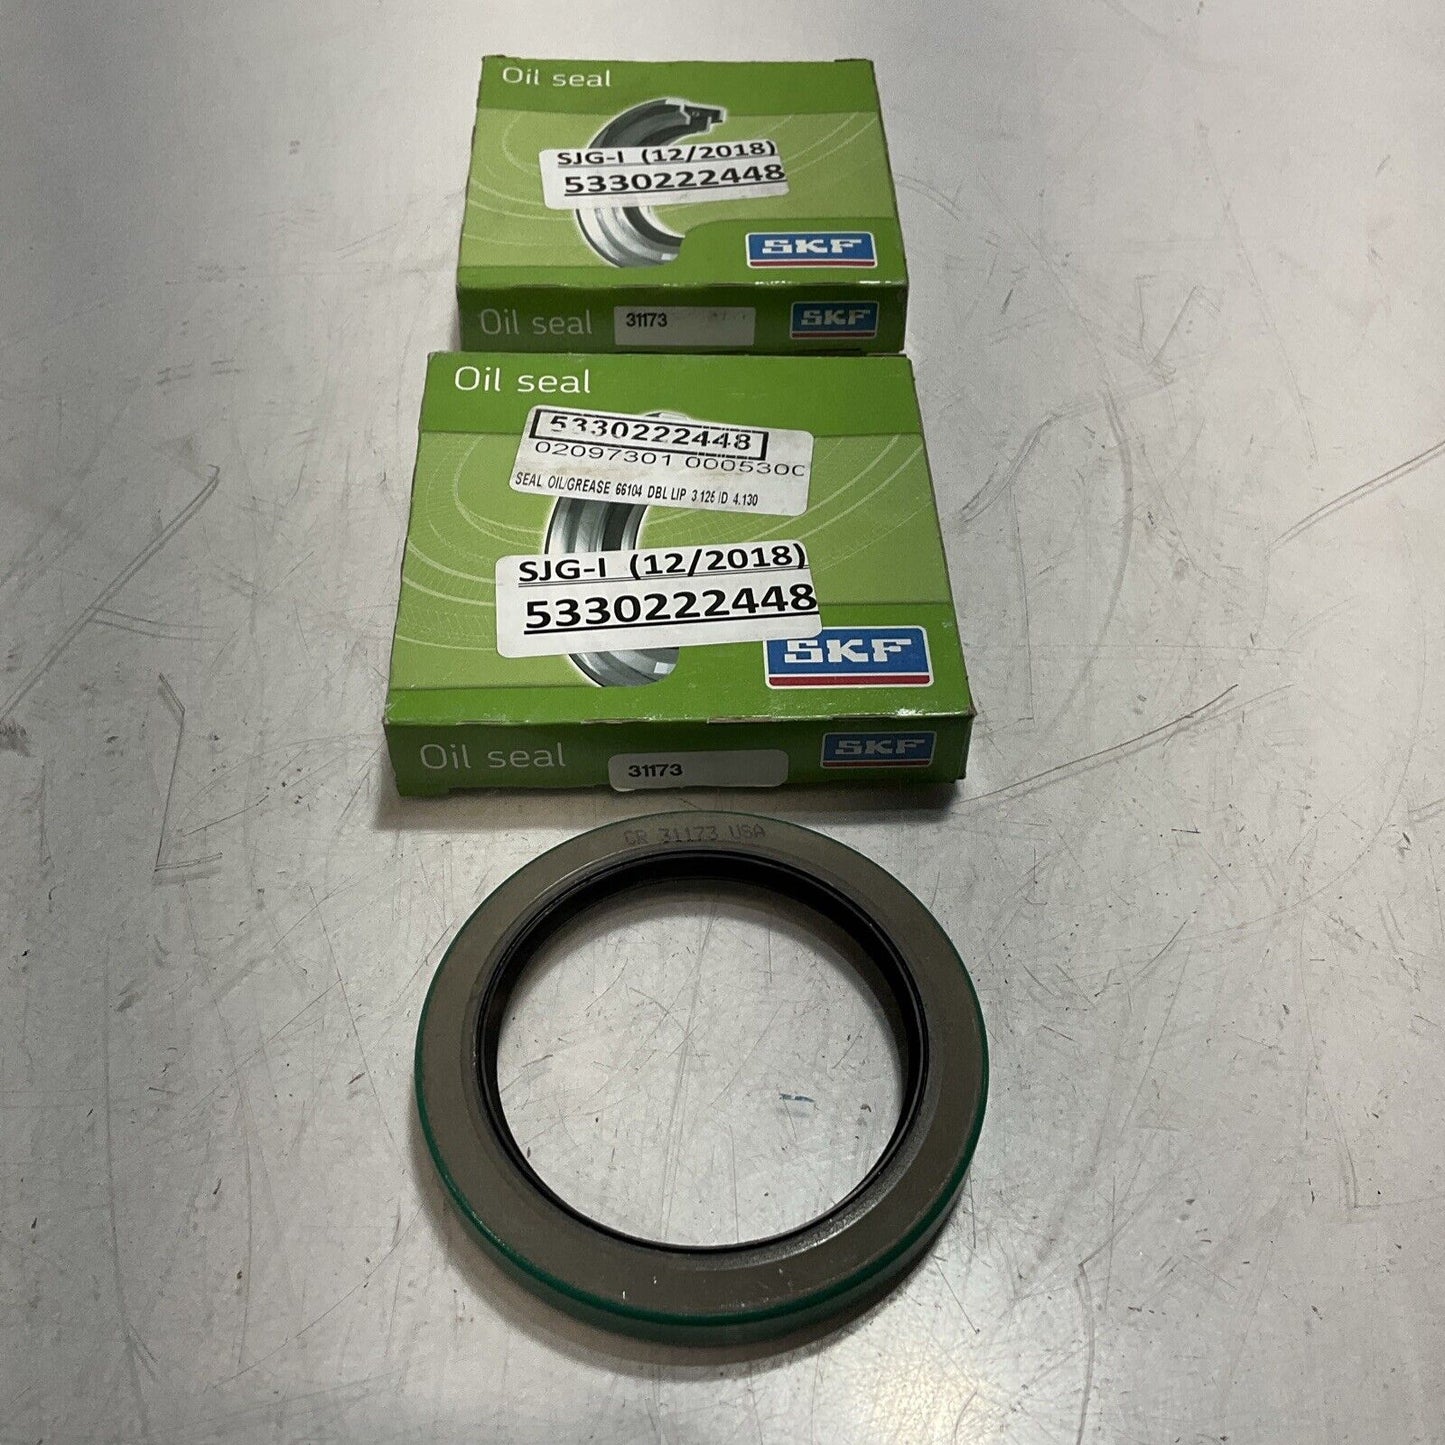 Oil seal
SJG-I (12/2018)
5330222448
SKF
Oil seal 31173 SKF
Oil seal
5330222448
02097301 000530C
SEAL OIL/GREASE 66104 DBL LIP 3 125 ID 4.130
SJG-I (12/2018)
5330222448
SKF
Oil seal 31173 SKF
CR 31173 USA